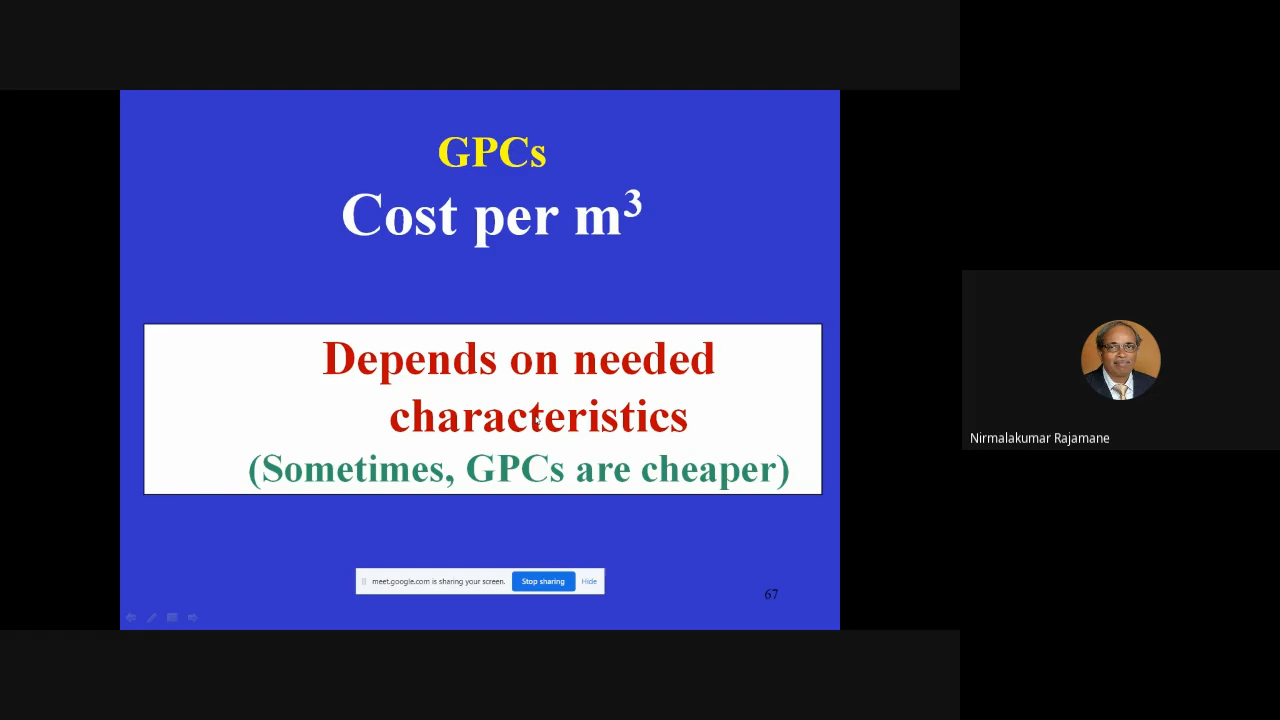 GPCs
Cost per m³
Depends on needed
characteristics
(Sometimes, GPCs are cheaper)
meet.google.com is sharing your screen. Stop sharing Hide
67
Nirmalakumar Rajamane